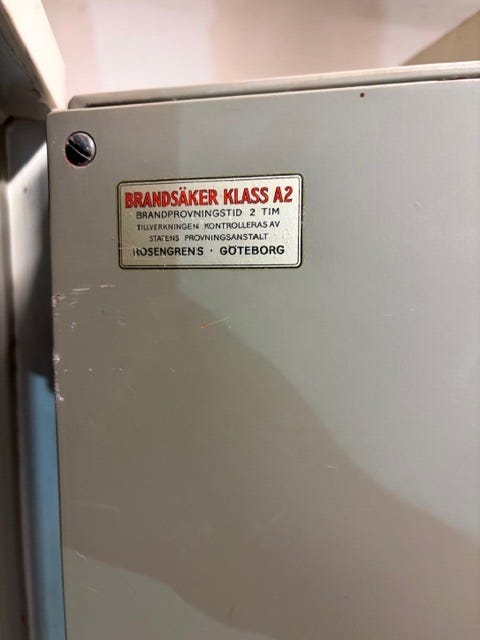 BRANDSÄKER KLASS A2
BRANDPROVNINGSTID 2 TIM
TILLVERKNINGEN KONTROLLERAS AV
STATENS PROVNINGSANSTALT
ROSENGRENS · GÖTEBORG